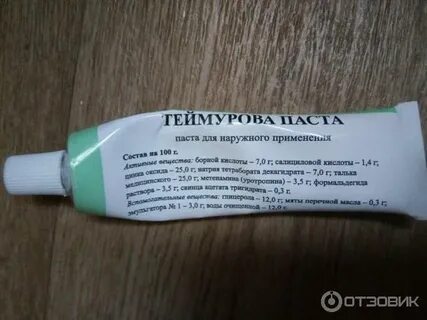 ТЕЙМУРОВА ПАСТА
паста для наружного применения
Состав на 100 г.
Активные вещества: борной кислоты – 7,0 г; салициловой кислоты – 1,4 г;
цинка оксида – 25,0 г; натрия тетрабората декагидрата – 7,0 г; талька
медицинского – 25,0 г; метенамина (уротропина) – 3,5 г; формальдегида
раствора – 3,5 г; свинца ацетата тригидрата – 0,3 г.
Вспомогательные вещества: глицерола – 12,0 г; мяты перечной масла – 0,3 г;
эмульгатора № 1 – 3,0 г; воды очищенной – 12,0 г.
ОТЗОВИК